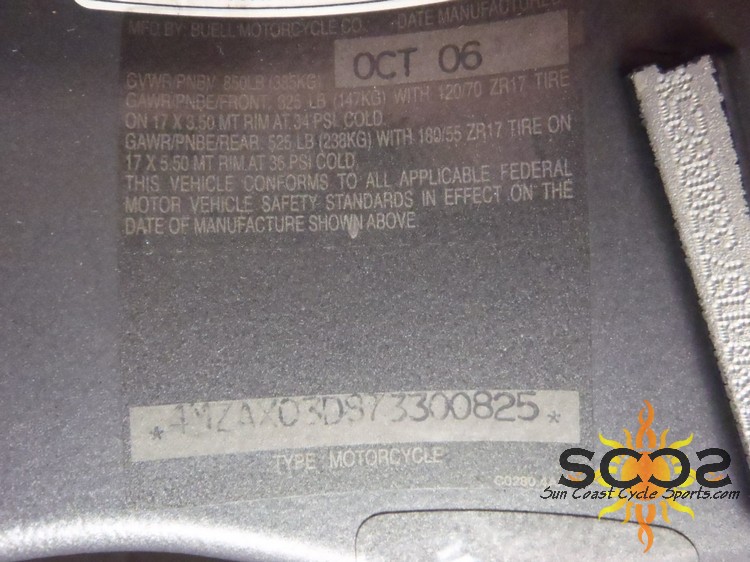 MFD. BY: BUELL MOTORCYCLE CO. DATE MANUFACTURED
OCT 06
GVWR/PNBV 850LB (385KG)
GAWR/PNBE/FRONT: 325 LB (147KG) WITH 120/70 ZR17 TIRE
ON 17 X 3.50 MT RIM AT 34 PSI COLD.
GAWR/PNBE/REAR: 525 LB (238KG) WITH 180/55 ZR17 TIRE ON
17 X 5.50 MT RIM AT 36 PSI COLD
THIS VEHICLE CONFORMS TO ALL APPLICABLE FEDERAL
MOTOR VEHICLE SAFETY STANDARDS IN EFFECT ON THE
DATE OF MANUFACTURE SHOWN ABOVE.
*4MZAX03D873300825*
TYPE MOTORCYCLE
SCCS
Sun Coast Cycle Sports.com